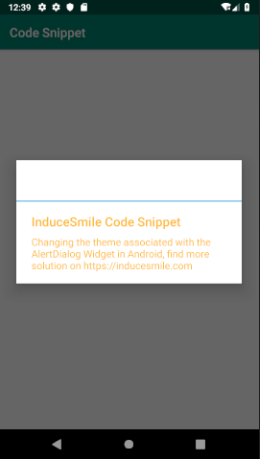 12:39
Code Snippet
InduceSmile Code Snippet
Changing the theme associated with the
AlertDialog Widget in Android, find more
solution on https://inducesmile.com